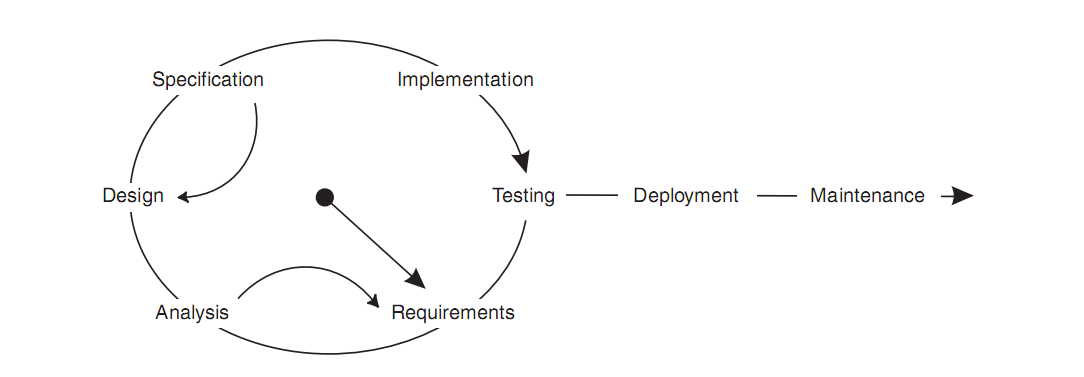 Specification
Implementation
Design
Testing
Deployment
Maintenance
Analysis
Requirements